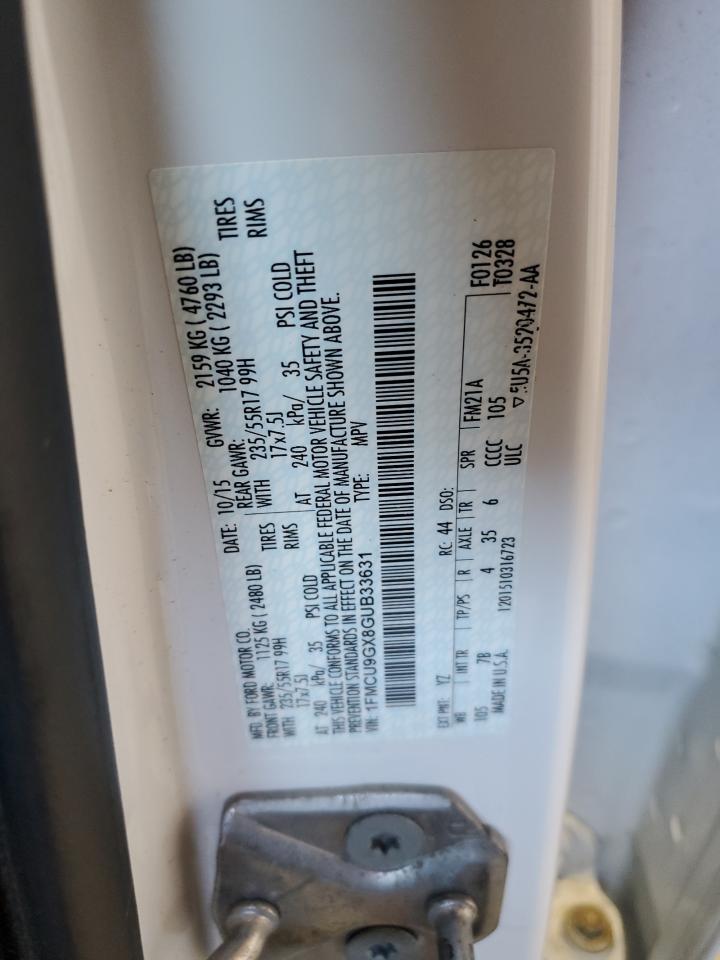 MFD. BY FORD MOTOR CO.
DATE: 10/15 GVWR: 2159 KG ( 4760 LB)
FRONT GAWR: 1125 KG ( 2480 LB)
REAR GAWR: 1040 KG ( 2293 LB)
WITH 235/55R17 99H TIRES
WITH 235/55R17 99H TIRES
17x7.5J RIMS
17x7.5J RIMS
AT 240 kPa/ 35 PSI COLD
AT 240 kPa/ 35 PSI COLD
THIS VEHICLE CONFORMS TO ALL APPLICABLE FEDERAL MOTOR VEHICLE SAFETY AND THEFT
PREVENTION STANDARDS IN EFFECT ON THE DATE OF MANUFACTURE SHOWN ABOVE.
VIN: 1FMCU9GX8GUB33631 TYPE: MPV
EXT PNT: YZ RC: 44 DSO: F0126
WB INT TR TP/PS R AXLE TR SPR FM21A T0328
105 7B 4 35 6 CCCC 105
MADE IN U.S.A. 1201510316723 ULC 5U5A-3520472-AA